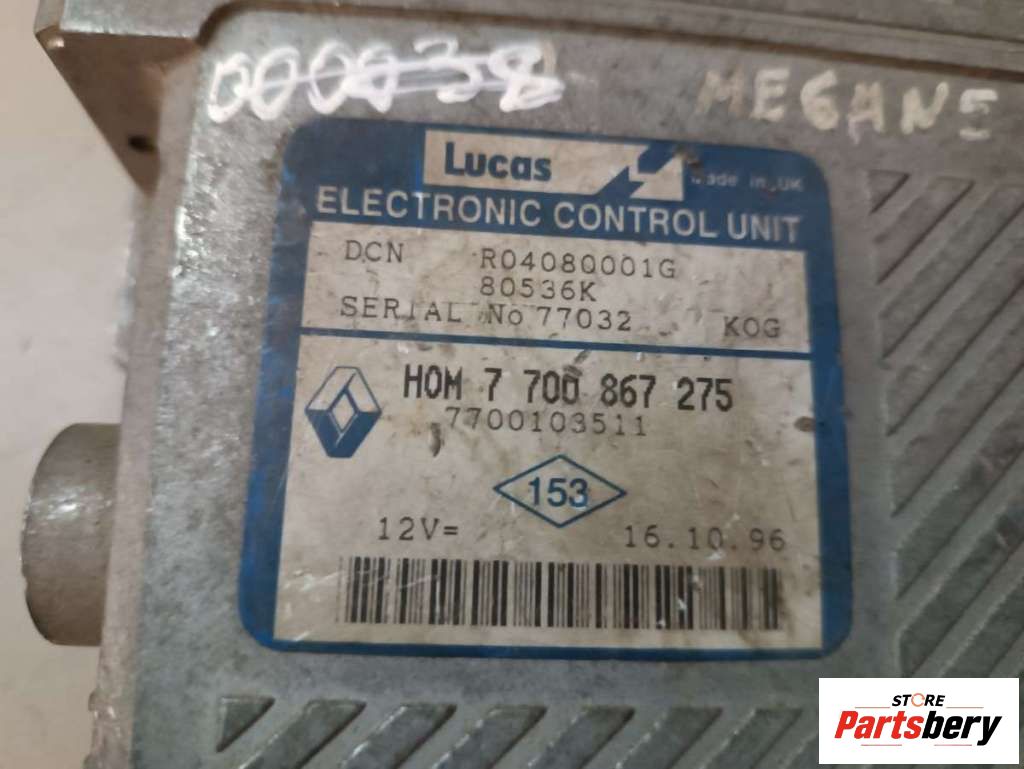 000038
MEGANE
Lucas
Made in UK
ELECTRONIC CONTROL UNIT
DCN R04080001G
80536K
SERIAL No 77032 KOG
HOM 7 700 867 275
7700103511
153
12V= 16.10.96
STORE
Partsbery